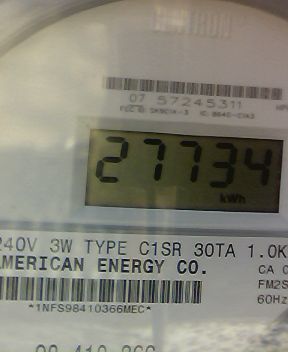 07 57245311
27734
kWh
240V 3W TYPE C1SR 30TA 1.0K
AMERICAN ENERGY CO.
CA 0
FM2S
60Hz
*1NFS98410366MEC*